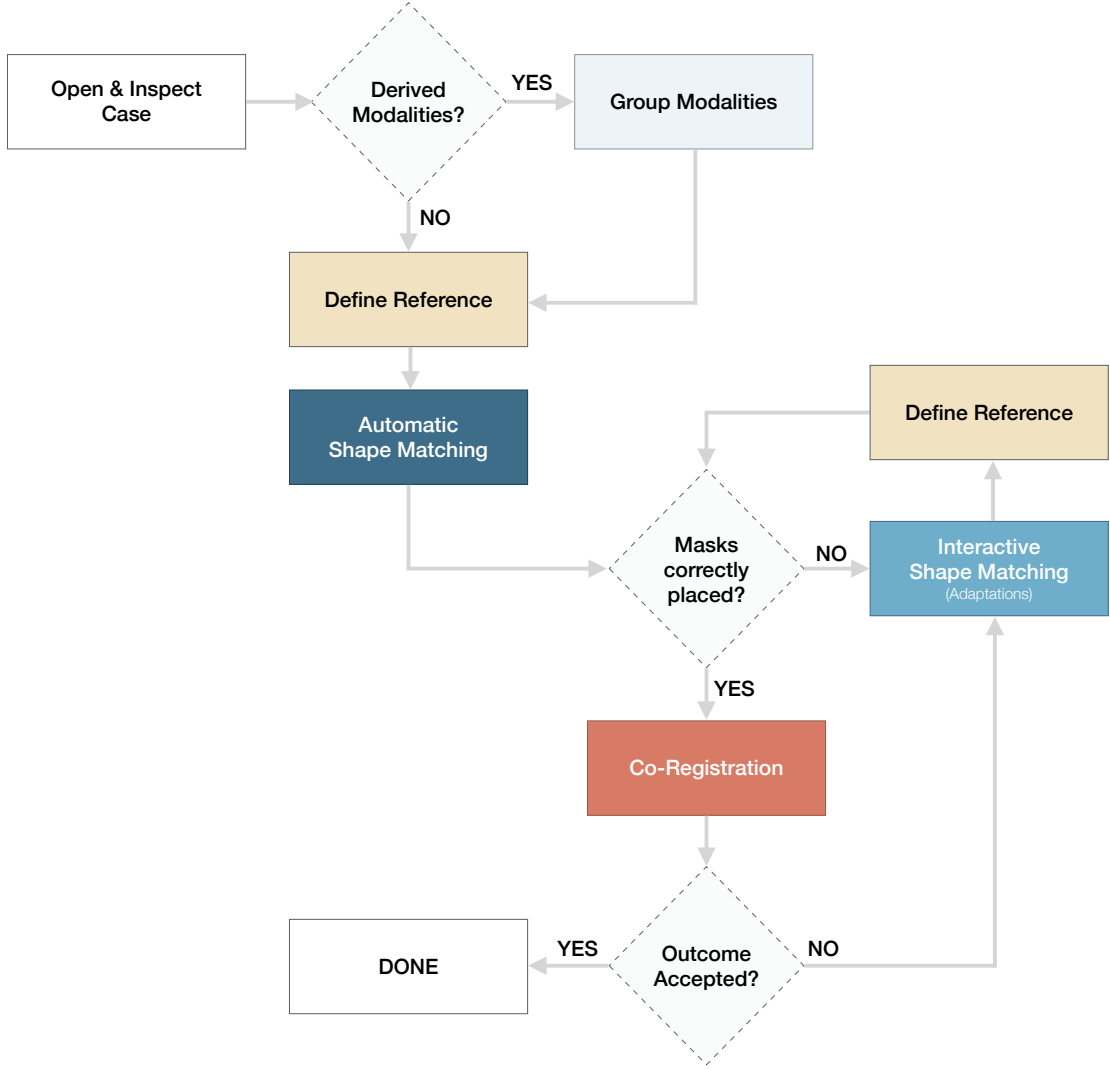 Open & Inspect
Case
Derived
Modalities?
YES
Group Modalities
NO
Define Reference
Automatic
Shape Matching
Define Reference
Masks
correctly
placed?
NO
Interactive
Shape Matching
(Adaptations)
YES
Co-Registration
Outcome
Accepted?
YES
DONE
NO